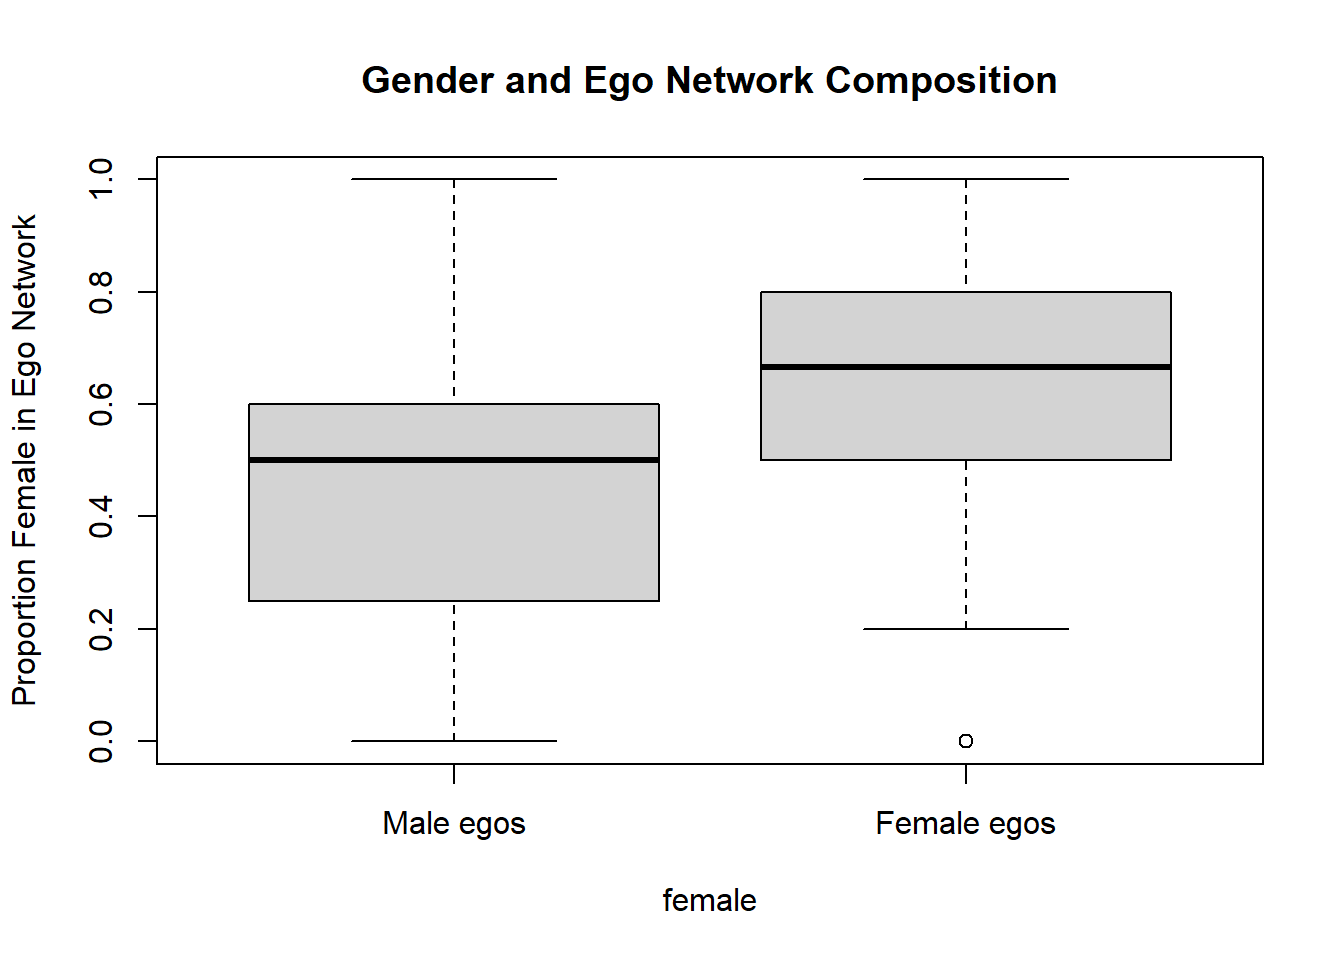 Gender and Ego Network Composition
Proportion Female in Ego Network
1.0
0.8
0.6
0.4
0.2
0.0
Male egos
Female egos
female